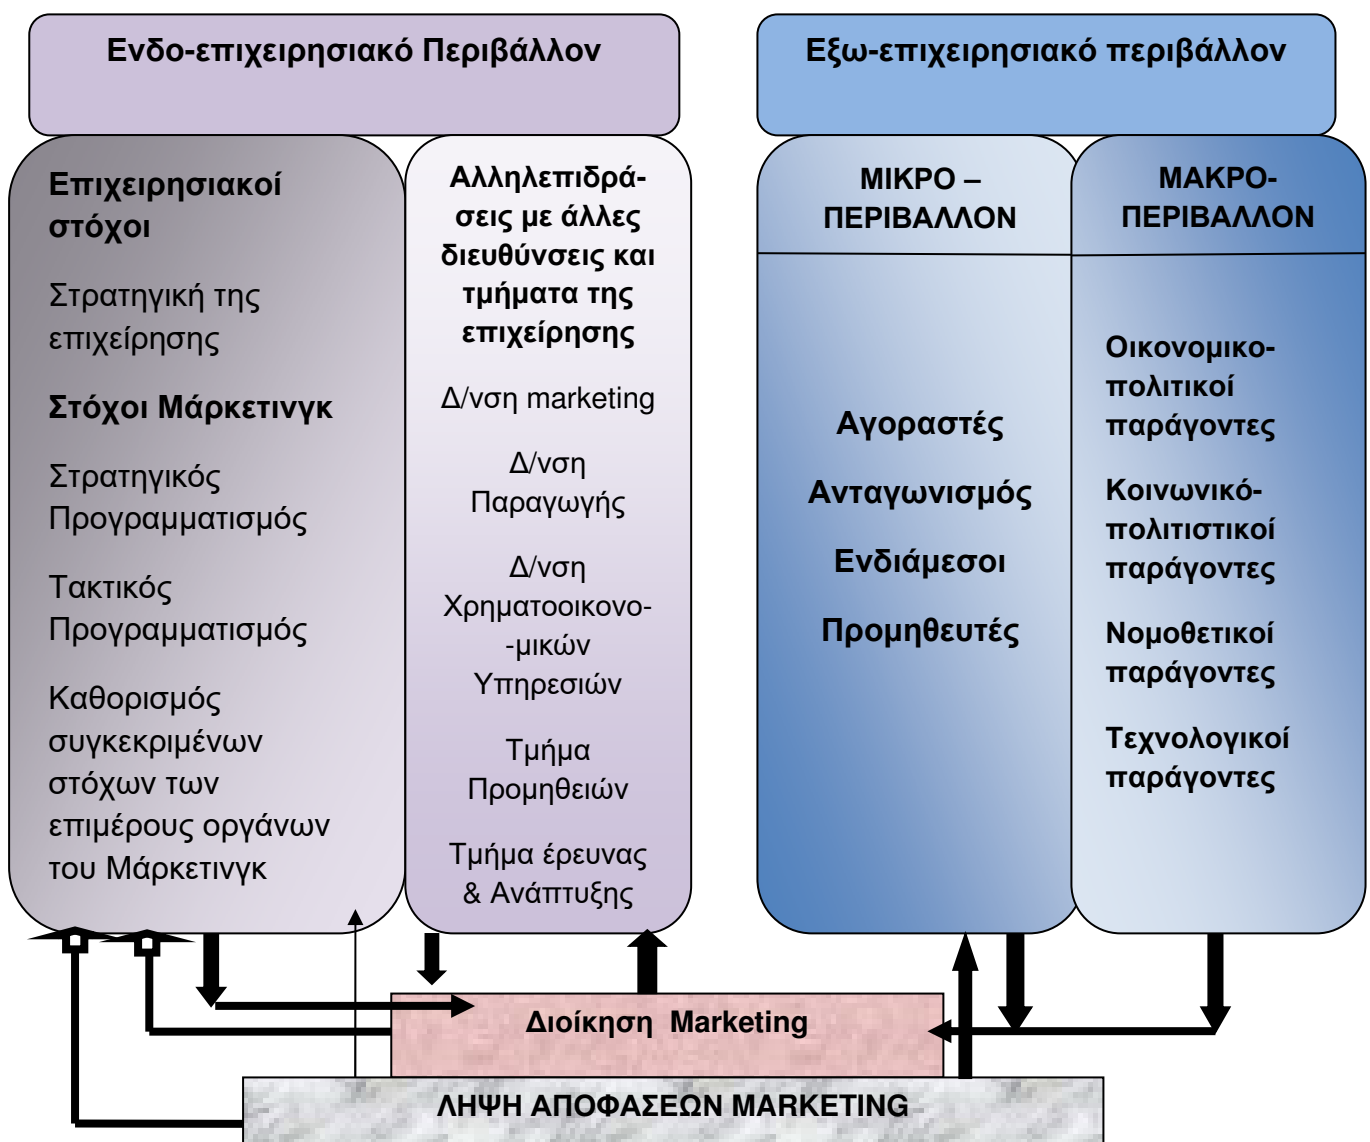 Ενδο-επιχειρησιακό Περιβάλλον
Εξω-επιχειρησιακό περιβάλλον
Επιχειρησιακοί
στόχοι
Στρατηγική της
επιχείρησης
Στόχοι Μάρκετινγκ
Στρατηγικός
Προγραμματισμός
Τακτικός
Προγραμματισμός
Καθορισμός
συγκεκριμένων
στόχων των
επιμέρους οργάνων
του Μάρκετινγκ
Αλληλεπιδρά-
σεις με άλλες
διευθύνσεις και
τμήματα της
επιχείρησης
Δ/νση marketing
Δ/νση
Παραγωγής
Δ/νση
Χρηματοοικονο-
-μικών
Υπηρεσιών
Τμήμα
Προμηθειών
Τμήμα έρευνας
& Ανάπτυξης
ΜΙΚΡΟ –
ΠΕΡΙΒΑΛΛΟΝ
Αγοραστές
Ανταγωνισμός
Ενδιάμεσοι
Προμηθευτές
ΜΑΚΡΟ-
ΠΕΡΙΒΑΛΛΟΝ
Οικονομικο-
πολιτικοί
παράγοντες
Κοινωνικό-
πολιτιστικοί
παράγοντες
Νομοθετικοί
παράγοντες
Τεχνολογικοί
παράγοντες
Διοίκηση Marketing
ΛΗΨΗ ΑΠΟΦΑΣΕΩΝ MARKETING